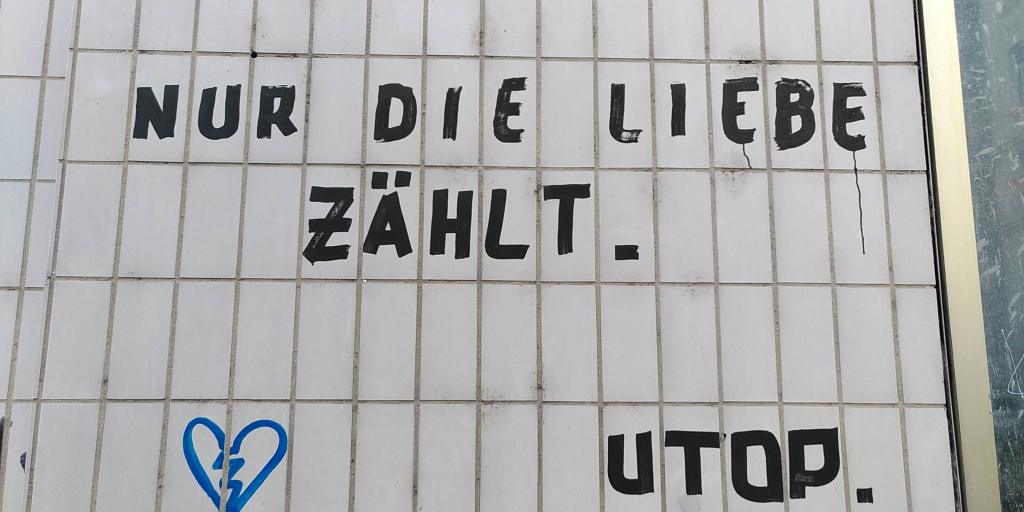 NUR DIE LIEBE
ZÄHLT.
UTOP.